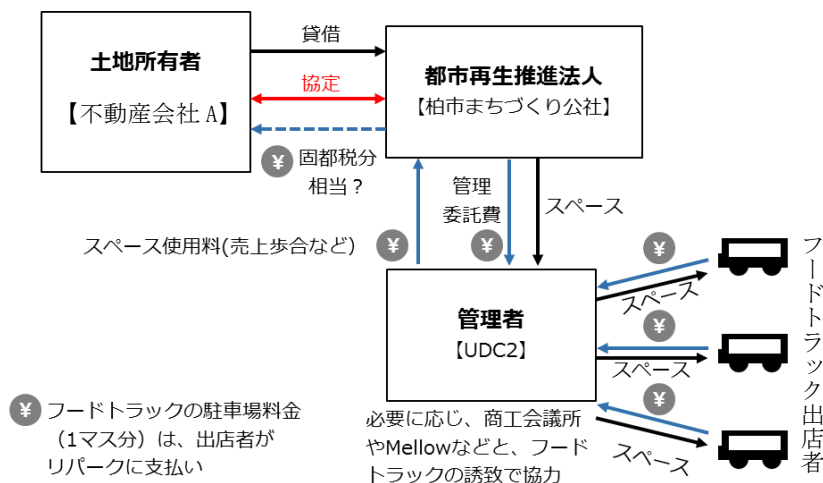 貸借
土地所有者
【不動産会社 A】
協定
都市再生推進法人
【柏市まちづくり公社】
¥ 固都税分
相当？
管理
委託費
¥
スペース
スペース使用料(売上歩合など)
¥
管理者
【UDC2】
¥
スペース
¥
スペース
¥
スペース
フードトラック出店者
¥ フードトラックの駐車場料金
（1マス分）は、出店者が
リパークに支払い
必要に応じ、商工会議所
やMellowなどと、フード
トラックの誘致で協力